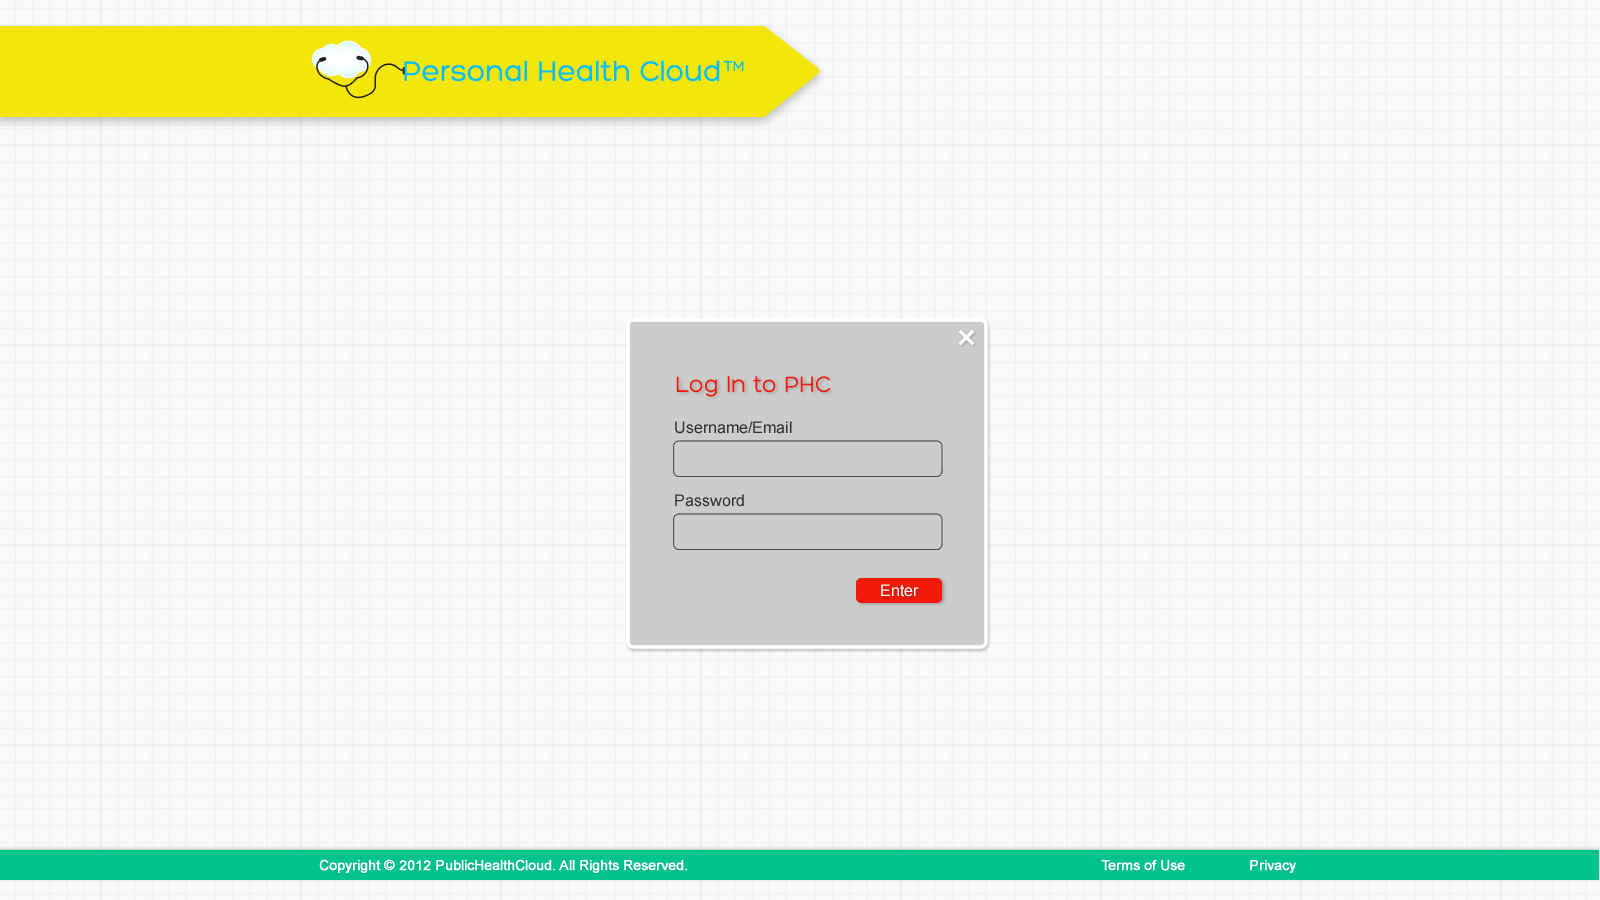 Personal Health Cloud™
Log In to PHC
Username/Email
Password
Enter
Copyright © 2012 PublicHealthCloud. All Rights Reserved. Terms of Use Privacy